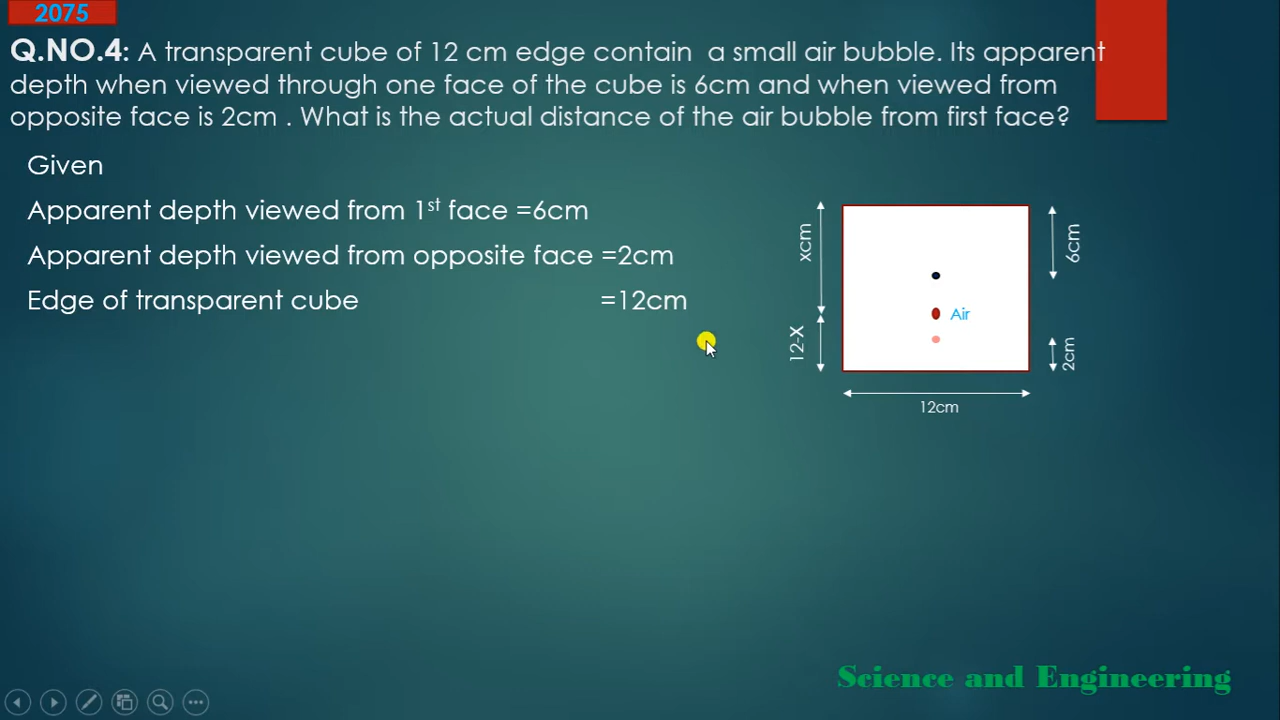 2075
Q.NO.4: A transparent cube of 12 cm edge contain a small air bubble. Its apparent
depth when viewed through one face of the cube is 6cm and when viewed from
opposite face is 2cm . What is the actual distance of the air bubble from first face?
Given
Apparent depth viewed from 1st face =6cm
Apparent depth viewed from opposite face =2cm
Edge of transparent cube =12cm
xcm
6cm
Air
12-X
2cm
12cm
Science and Engineering